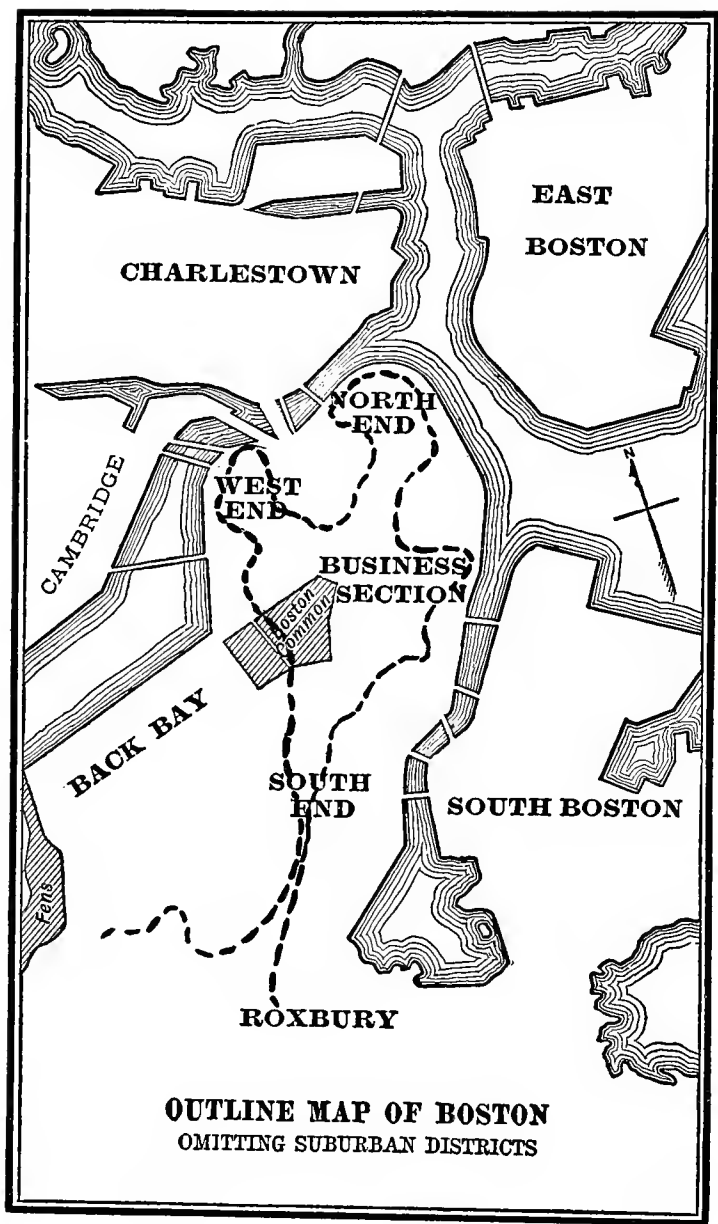 EAST
BOSTON
CHARLESTOWN
NORTH
END
N
WEST
END
CAMBRIDGE
BUSINESS
SECTION
Boston
Common
BACK BAY
SOUTH
END
SOUTH BOSTON
Fens
ROXBURY
OUTLINE MAP OF BOSTON
OMITTING SUBURBAN DISTRICTS